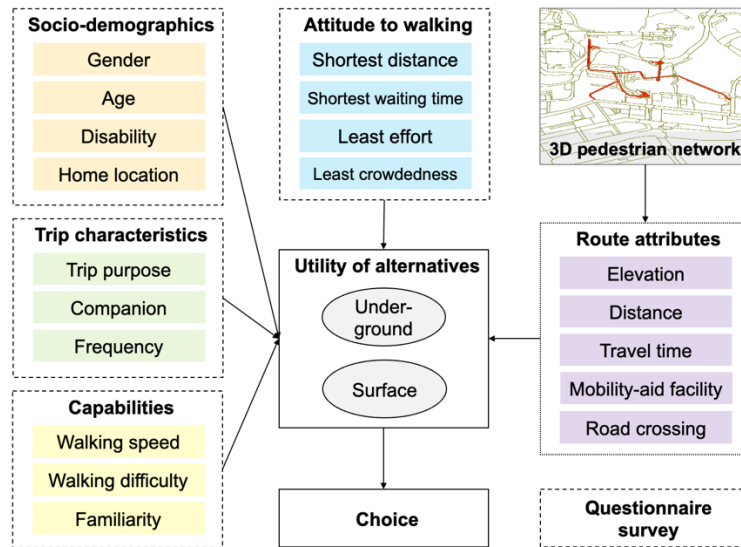 Socio-demographics
Gender
Age
Disability
Home location
Trip characteristics
Trip purpose
Companion
Frequency
Capabilities
Walking speed
Walking difficulty
Familiarity
Attitude to walking
Shortest distance
Shortest waiting time
Least effort
Least crowdedness
Utility of alternatives
Under-
ground
Surface
Choice
3D pedestrian network
Route attributes
Elevation
Distance
Travel time
Mobility-aid facility
Road crossing
Questionnaire
survey